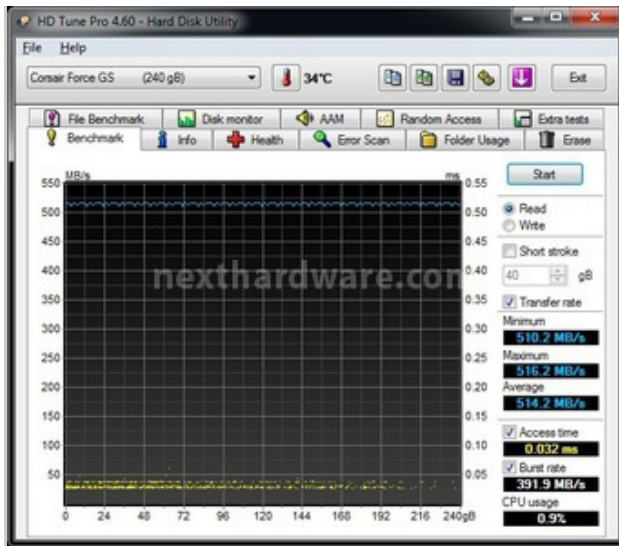 HD Tune Pro 4.60 - Hard Disk Utility
File Help
Corsair Force GS (240 gB)
34°C
Exit
File Benchmark Disk monitor AAM Random Access Extra tests
Benchmark Info Health Error Scan Folder Usage Erase
MB/s
ms
550
500
450
400
350
300
250
200
150
100
50
0.55
0.50
0.45
0.40
0.35
0.30
0.25
0.20
0.15
0.10
0.05
0 24 48 72 96 120 144 168 192 216 240gB
nexthardware.com
Start
Read
Write
Short stroke
40 gB
Transfer rate
Minimum
510.2 MB/s
Maximum
516.2 MB/s
Average
514.2 MB/s
Access time
0.032 ms
Burst rate
391.9 MB/s
CPU usage
0.9%